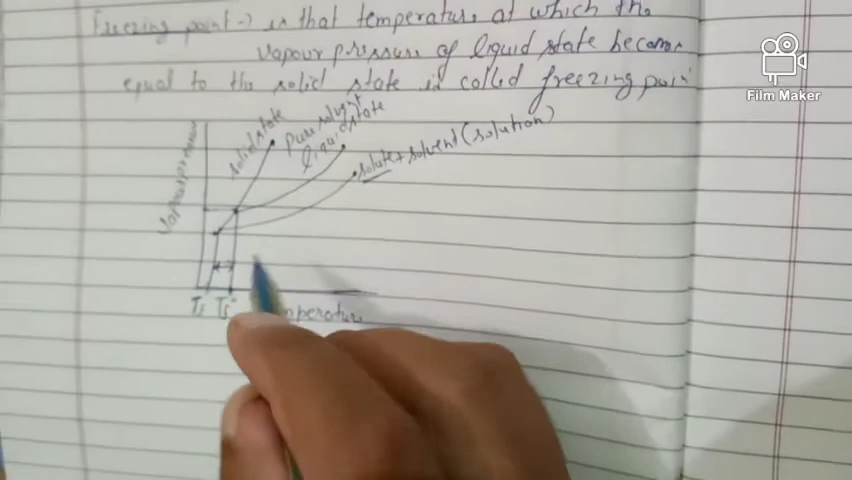 Freezing point → is that temperature at which the
vapour pressure of liquid state become
equal to the solid state is called freezing point
Film Maker
solid state
pure solvent
liquid state
solute + solvent (solution)
Vapour pressure
Tf Tf°
temperature